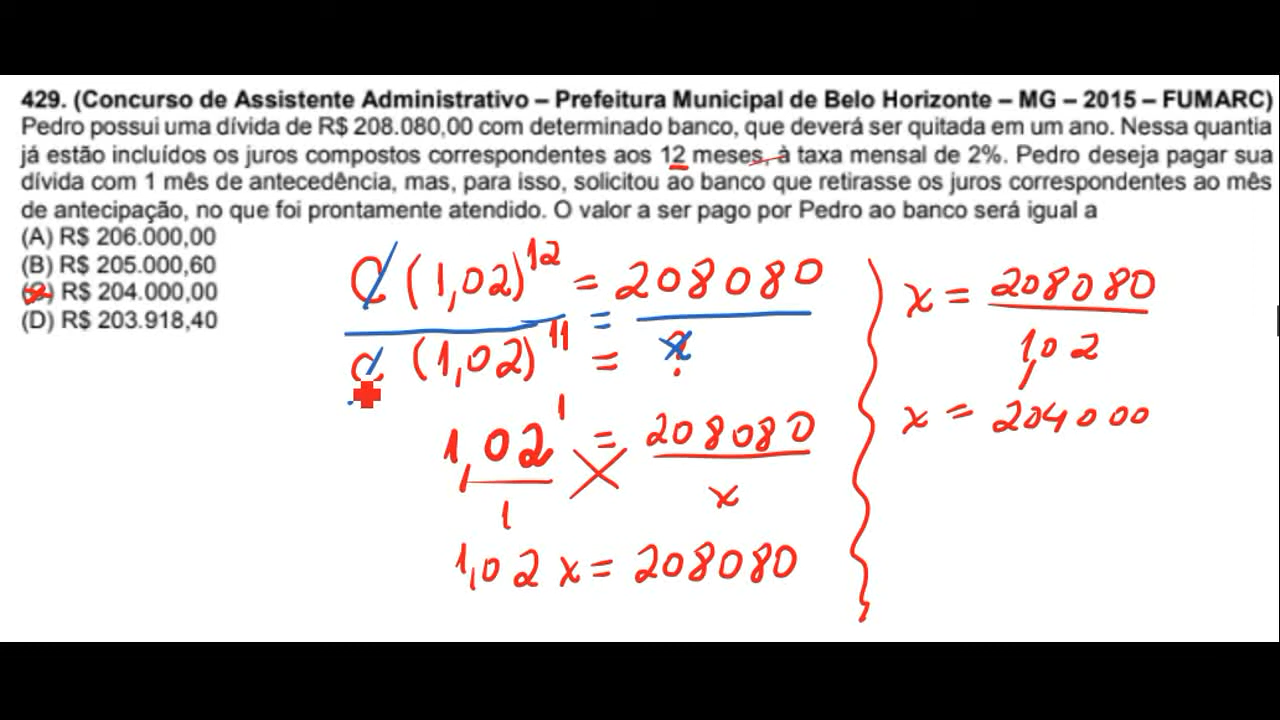 429. (Concurso de Assistente Administrativo – Prefeitura Municipal de Belo Horizonte – MG – 2015 – FUMARC)
Pedro possui uma dívida de R$ 208.080,00 com determinado banco, que deverá ser quitada em um ano. Nessa quantia
já estão incluídos os juros compostos correspondentes aos 12 meses, à taxa mensal de 2%. Pedro deseja pagar sua
dívida com 1 mês de antecedência, mas, para isso, solicitou ao banco que retirasse os juros correspondentes ao mês
de antecipação, no que foi prontamente atendido. O valor a ser pago por Pedro ao banco será igual a
(A) R$ 206.000,00
(B) R$ 205.000,60
(C) R$ 204.000,00
(D) R$ 203.918,40
C (1,02)^12 = 208080
= 
C (1,02)^11 = x
1,02^1 = 208080
1 x
1,02 x = 208080
x = 208080
1,02
x = 204000